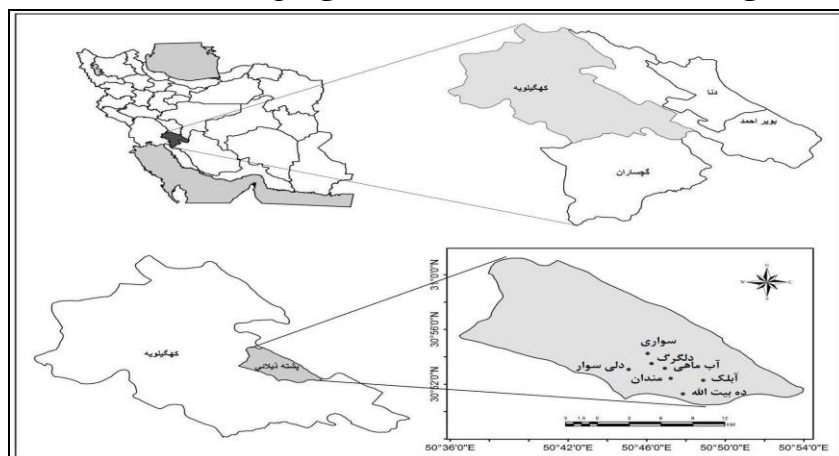 کهگیلویه
دنا
بویر احمد
گچساران
کهگیلویه
پشته ذیلائی
N
W E
S
31°0'0"N
30°56'0"N
30°52'0"N
سواری
دلگرگ
آب ماهی
دلی سوار
مندان
آبلک
ده بیت الله
KM
50°36'0"E 50°42'0"E 50°46'0"E 50°50'0"E 50°54'0"E